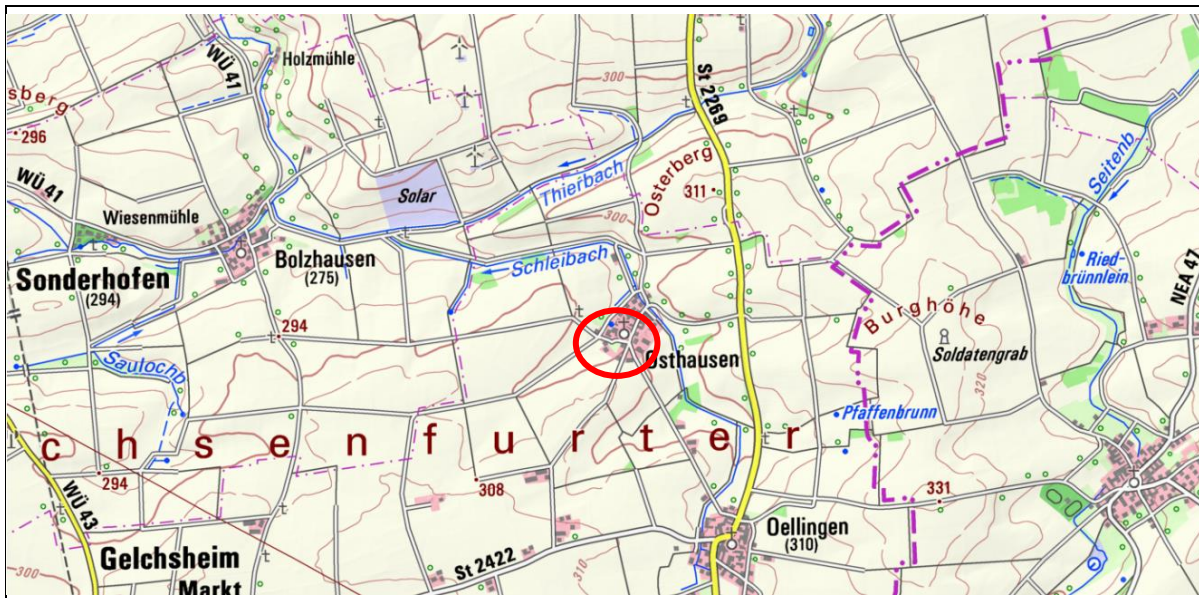 WÜ 41
Holzmühle
sberg
296
300
St 2269
Seitenb
WÜ 41
Wiesenmühle
Solar
Thierbach
Osterberg
311
300
Sonderhofen
(294)
Bolzhausen
(275)
Schleibach
Ried-
brünnlein
NEA 47
Burghöhe
294
Saulochb
Osthausen
Soldatengrab
320
Pfaffenbrunn
chsenfurter
294
308
331
WÜ 43
Oellingen
(310)
Gelchsheim
Markt
St 2422
300
310